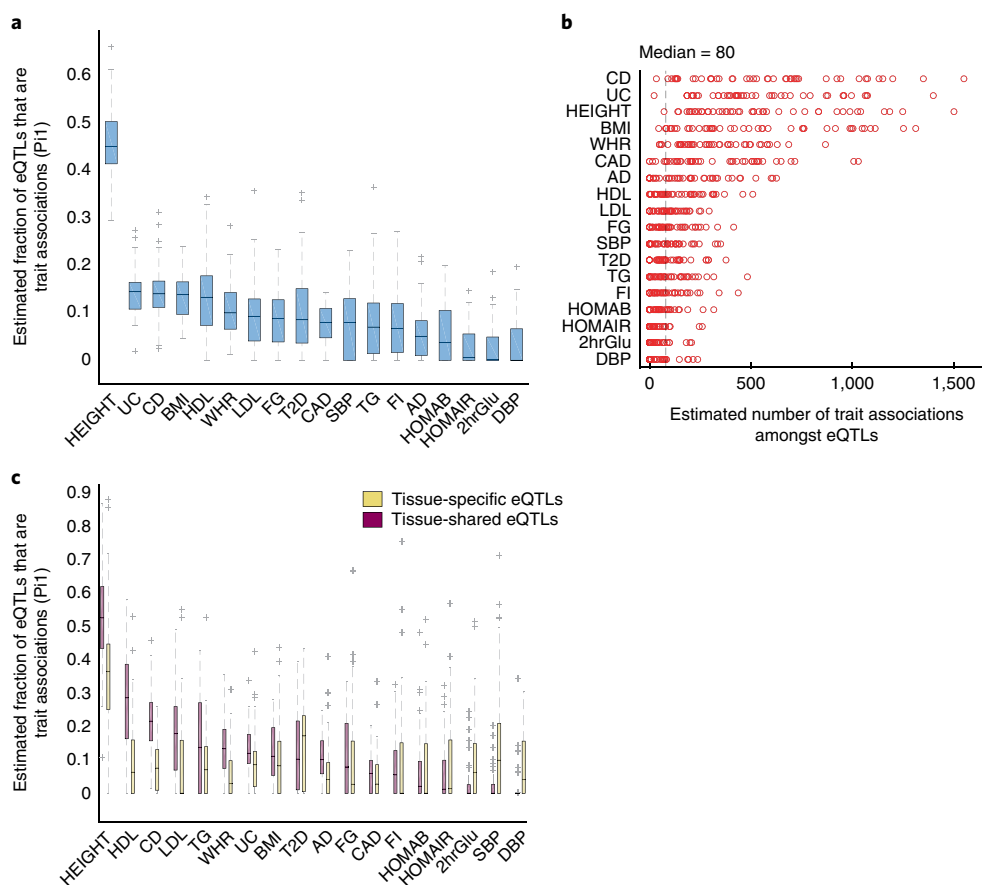 a
Estimated fraction of eQTLs that are
trait associations (Pi1)
0.6
0.5
0.4
0.3
0.2
0.1
0
HEIGHT
UC
CD
BMI
HDL
WHR
LDL
FG
T2D
CAD
SBP
TG
FI
AD
HOMAB
HOMAIR
2hrGlu
DBP
b
Median = 80
CD
UC
HEIGHT
BMI
WHR
CAD
AD
HDL
LDL
FG
SBP
T2D
TG
FI
HOMAB
HOMAIR
2hrGlu
DBP
0 500 1,000 1,500
Estimated number of trait associations
amongst eQTLs
c
Estimated fraction of eQTLs that are
trait associations (Pi1)
0.9
0.8
0.7
0.6
0.5
0.4
0.3
0.2
0.1
0
Tissue-specific eQTLs
Tissue-shared eQTLs
HEIGHT
HDL
CD
LDL
TG
WHR
UC
BMI
T2D
AD
FG
CAD
FI
HOMAB
HOMAIR
2hrGlu
SBP
DBP